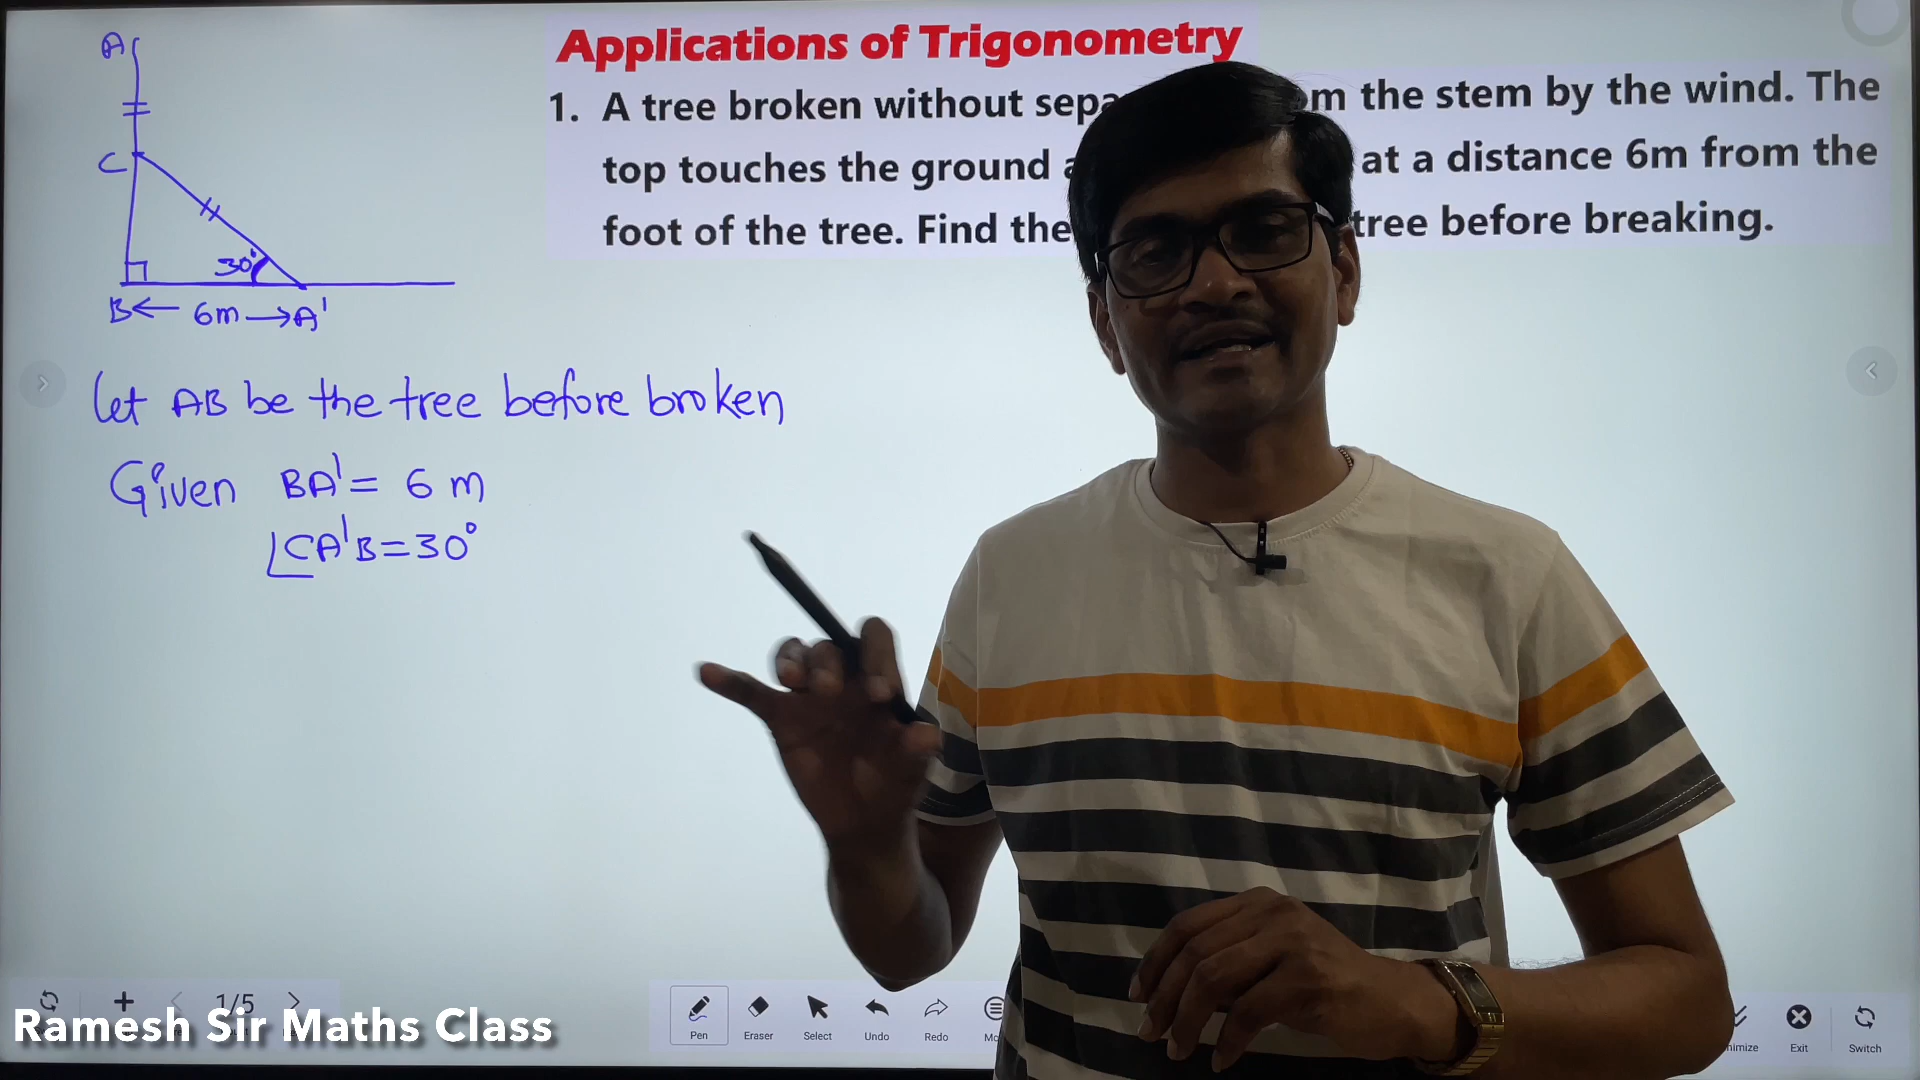 Applications of Trigonometry
1. A tree broken without the stem by the wind. The
top touches the ground at a distance 6m from the
foot of the tree. Find the tree before breaking.
A
C
30°
B ← 6m → A'
Let AB be the tree before broken
Given BA' = 6 m
∠CA'B = 30°
1/5
Pen Eraser Select Undo Redo Exit Switch
Ramesh Sir Maths Class